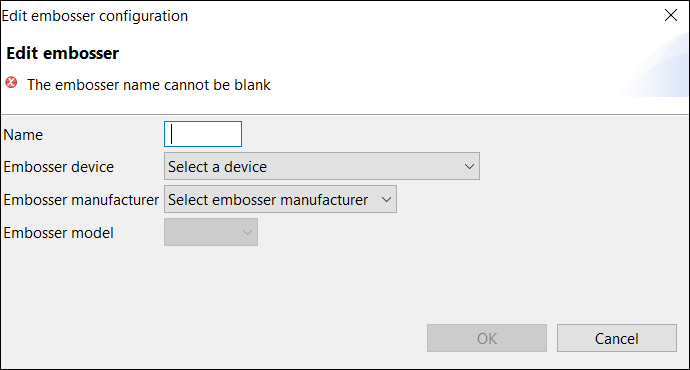 Edit embosser configuration
Edit embosser
The embosser name cannot be blank
Name
Embosser device Select a device
Embosser manufacturer Select embosser manufacturer
Embosser model
OK Cancel